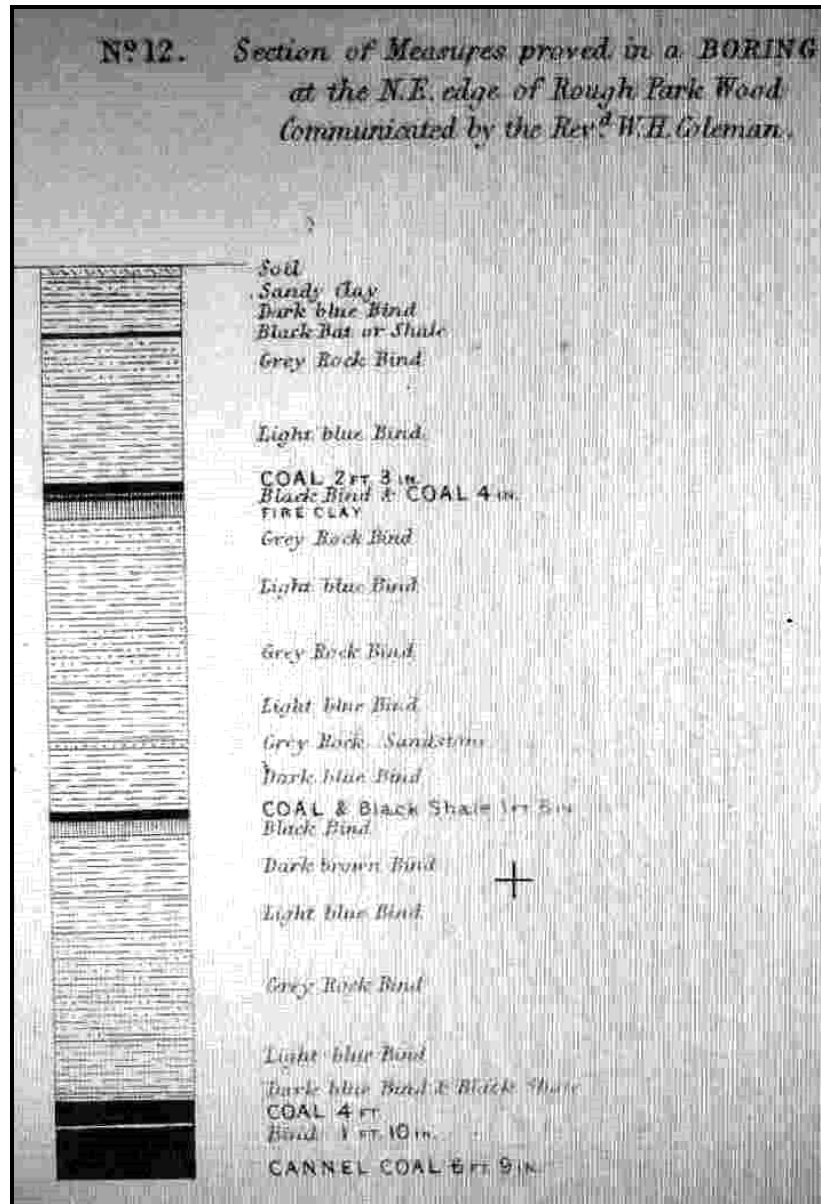 Nº 12. Section of Measures proved in a BORING
at the N.E. edge of Rough Park Wood
Communicated by the Revd W.H. Coleman.
Soil
Sandy Clay
Dark blue Bind
Black Bat or Shale
Grey Rock Bind
Light blue Bind.
COAL 2 FT 3 IN.
Black Bind & COAL 4 IN.
FIRE CLAY
Grey Rock Bind
Light blue Bind
Grey Rock Bind
Light blue Bind
Grey Rock Sandstone
Dark blue Bind
COAL & Black Shale 1 FT IN
Black Bind
Dark brown Bind
Light blue Bind
Grey Rock Bind
Light blue Bind
Dark blue Bind & Black Shale
COAL 4 FT
Bind 1 FT 10 IN.
CANNEL COAL 6 FT 9 IN.